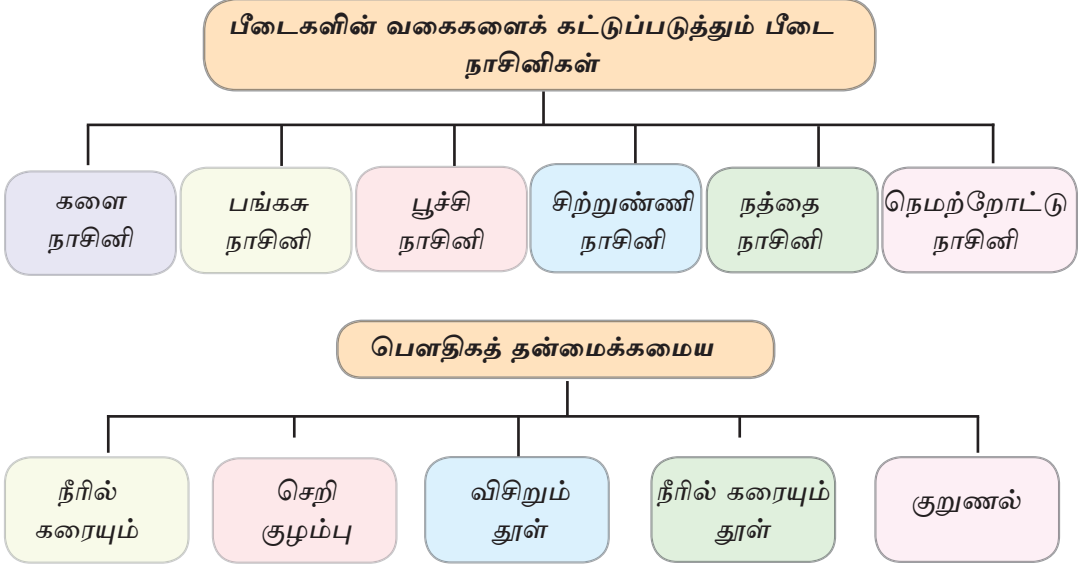 பீடைகளின் வகைகளைக் கட்டுப்படுத்தும் பீடை
நாசினிகள்
களை
நாசினி
பங்கசு
நாசினி
பூச்சி
நாசினி
சிற்றுண்ணி
நாசினி
நத்தை
நாசினி
நெமற்றோட்டு
நாசினி
பௌதிகத் தன்மைக்கமைய
நீரில்
கரையும்
செறி
குழம்பு
விசிறும்
தூள்
நீரில் கரையும்
தூள்
குறுணல்